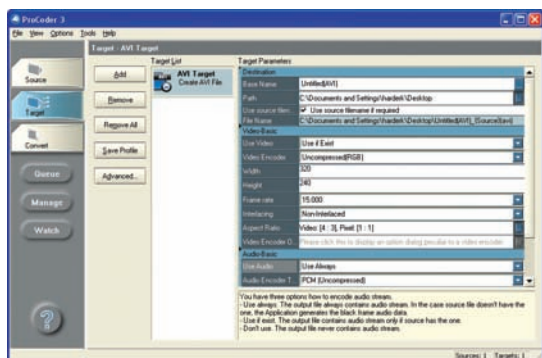 ProCoder 3
File View Options Tools Help
Target - AVI Target
Source
Target
Convert
Queue
Manage
Watch
Add
Remove
Remove All
Save Profile
Advanced...
Target List
AVI Target
Create AVI File
Target Parameters
Destination
Base Name Untitled(AVI)
Path C:\Documents and Settings\harderk\Desktop
Use source filen. Use source filename if required
File Name C:\Documents and Settings\harderk\Desktop\Untitled(AVI)_(Source)(avi)
Video-Basic
Use Video Use if Exist
Video Encoder Uncompressed(RGB)
Width 320
Height 240
Frame rate 15.000
Interlacing Non-Interlaced
Aspect Ratio Video: [4 : 3], Pixel: [1 : 1]
Video Encoder O. Please click this to display an option dialog peculiar to a video encoder
Audio-Basic
Use Audio Use Always
Audio Encoder T. PCM (Uncompressed)
You have three options how to encode audio stream.
- Use always: The output file always contains audio stream. In the case source file doesn't have the
one, the Application generates the black frame audio data.
- Use if exist: The output file contains audio stream only if source has the one.
- Don't use: The output file never contains audio stream.
Sources: 1 Targets: 1